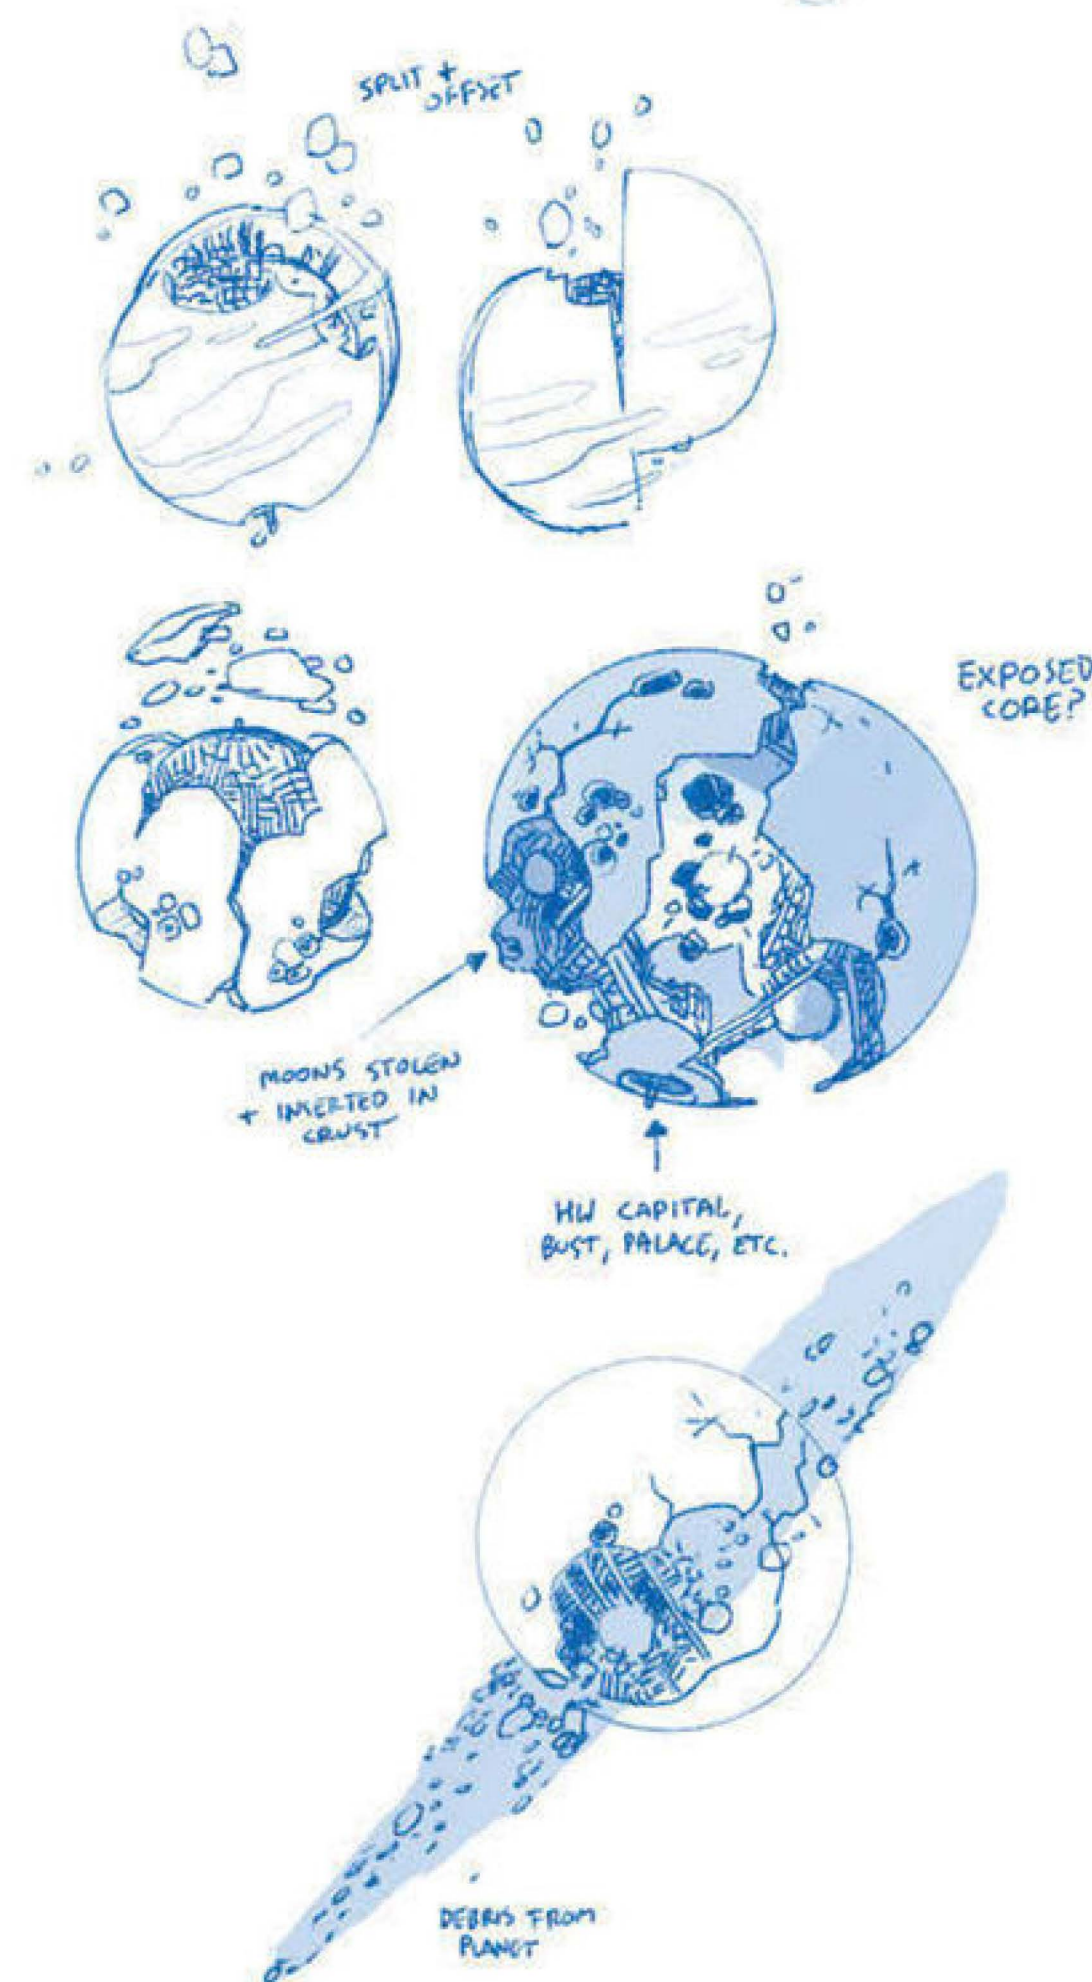 SPLIT +
OFFSET
EXPOSED
CORE?
MOONS STOLEN
+ INSERTED IN
CRUST
HW CAPITAL,
BUST, PALACE, ETC.
DEBRIS FROM
PLANET